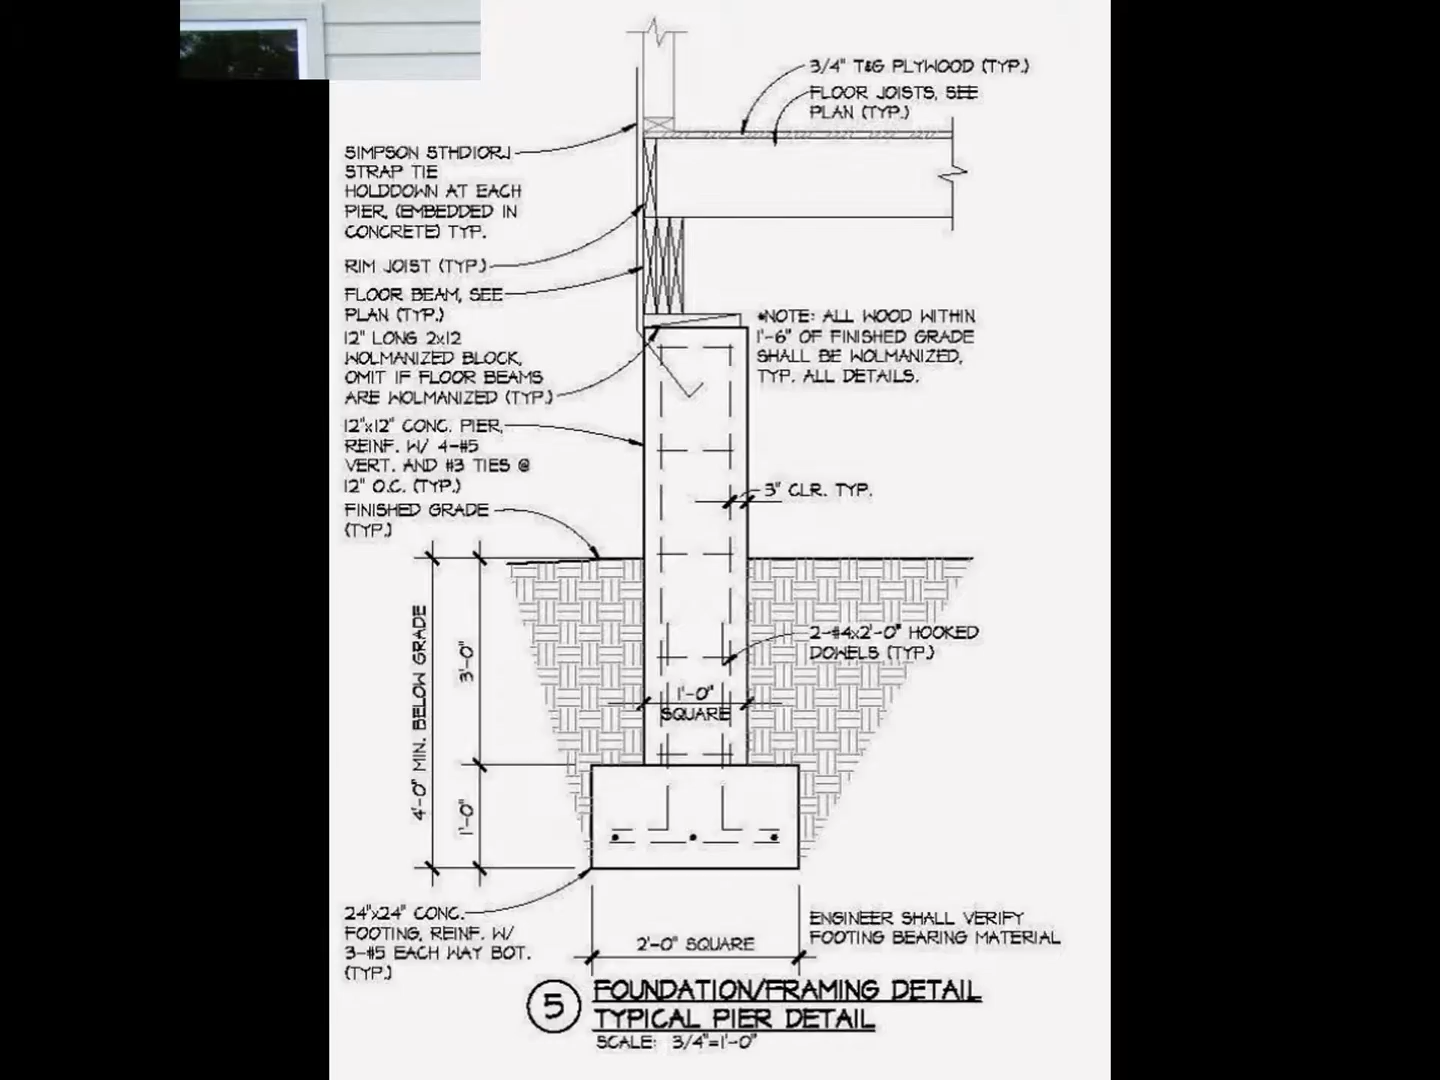 3/4" T&G PLYWOOD (TYP.)
FLOOR JOISTS, SEE
PLAN (TYP.)
SIMPSON STHD10RJ
STRAP TIE
HOLDDOWN AT EACH
PIER, (EMBEDDED IN
CONCRETE) TYP.
RIM JOIST (TYP.)
FLOOR BEAM, SEE
PLAN (TYP.)
12" LONG 2x12
WOLMANIZED BLOCK,
OMIT IF FLOOR BEAMS
ARE WOLMANIZED (TYP.)
*NOTE: ALL WOOD WITHIN
1'-6" OF FINISHED GRADE
SHALL BE WOLMANIZED,
TYP. ALL DETAILS.
12"x12" CONC. PIER,
REINF. W/ 4-#5
VERT. AND #3 TIES @
12" O.C. (TYP.)
3" CLR. TYP.
FINISHED GRADE
(TYP.)
4'-0" MIN. BELOW GRADE
3'-0"
1'-0"
2-#4x2'-0" HOOKED
DOWELS (TYP.)
1'-0"
SQUARE
24"x24" CONC.
FOOTING, REINF. W/
3-#5 EACH WAY BOT.
(TYP.)
2'-0" SQUARE
ENGINEER SHALL VERIFY
FOOTING BEARING MATERIAL
5
FOUNDATION/FRAMING DETAIL
TYPICAL PIER DETAIL
SCALE: 3/4"=1'-0"